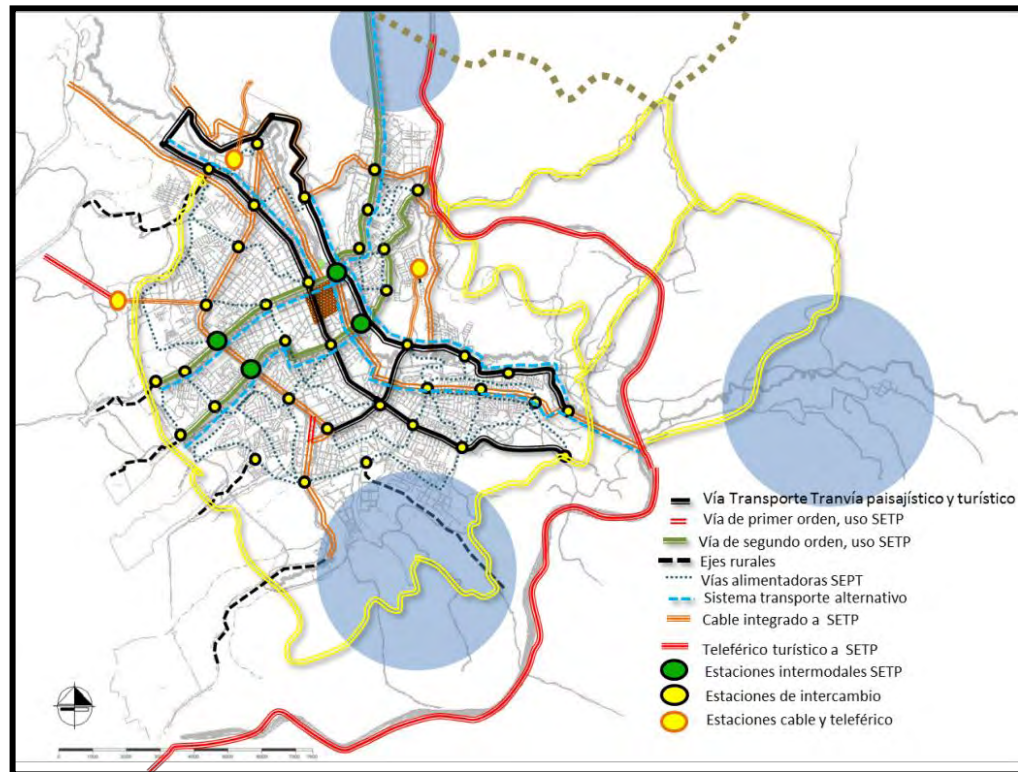 Vía Transporte Tranvía paisajístico y turístico
Vía de primer orden, uso SETP
Vía de segundo orden, uso SETP
Ejes rurales
Vías alimentadoras SEPT
Sistema transporte alternativo
Cable integrado a SETP
Teleférico turístico a SETP
Estaciones intermodales SETP
Estaciones de intercambio
Estaciones cable y teleférico